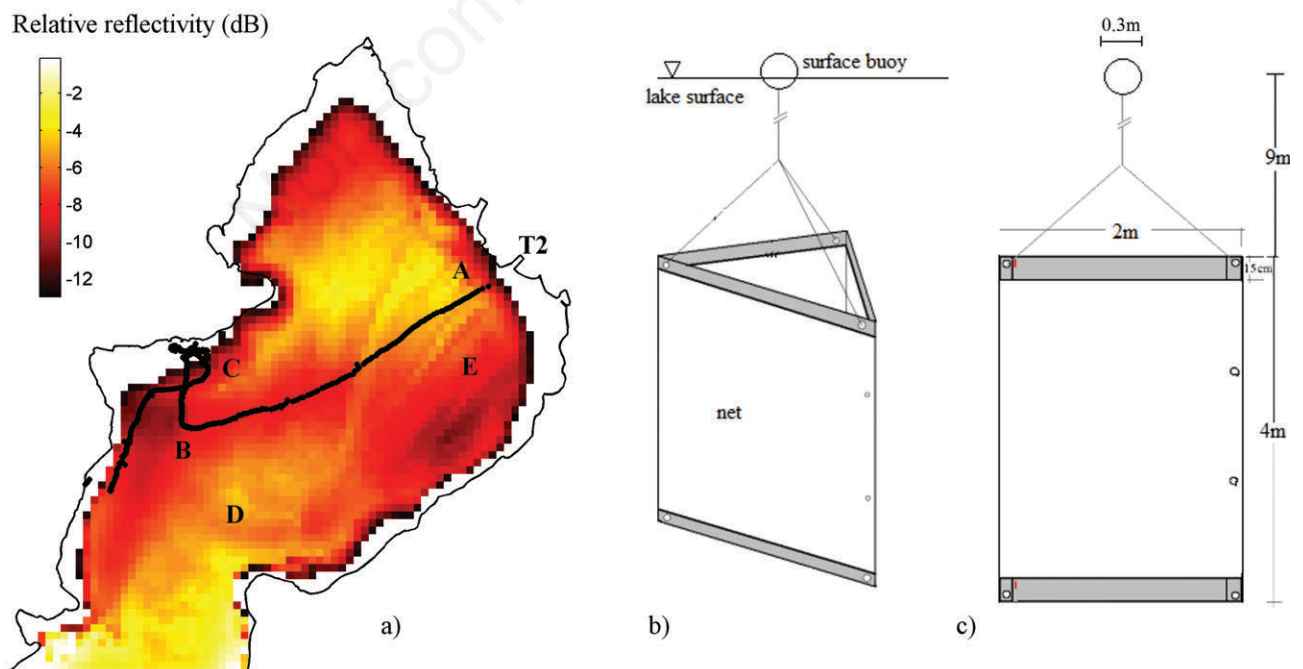 Relative reflectivity (dB)
-2
-4
-6
-8
-10
-12
T2
A
E
C
B
D
a)
surface buoy
lake surface
net
b)
0.3m
9m
2m
15cm
4m
c)